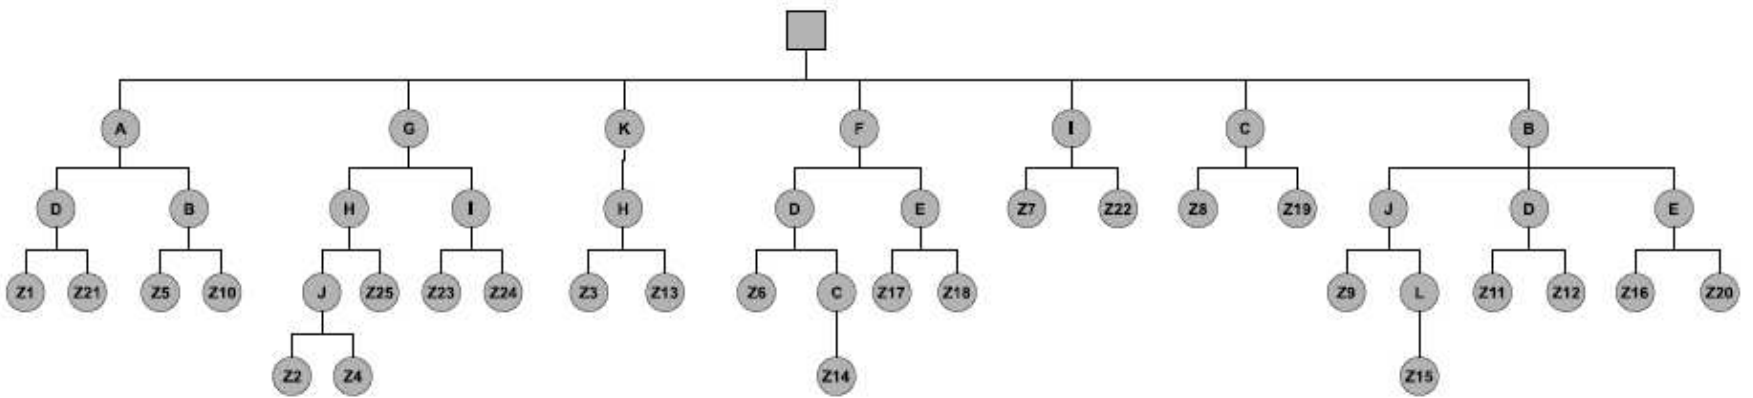 A G K F I C B
D B H I H D E Z7 Z22 Z8 Z19 J D E
Z1 Z21 Z5 Z10 J Z25 Z23 Z24 Z3 Z13 Z6 C Z17 Z18 Z9 L Z11 Z12 Z16 Z20
Z2 Z4 Z14 Z15